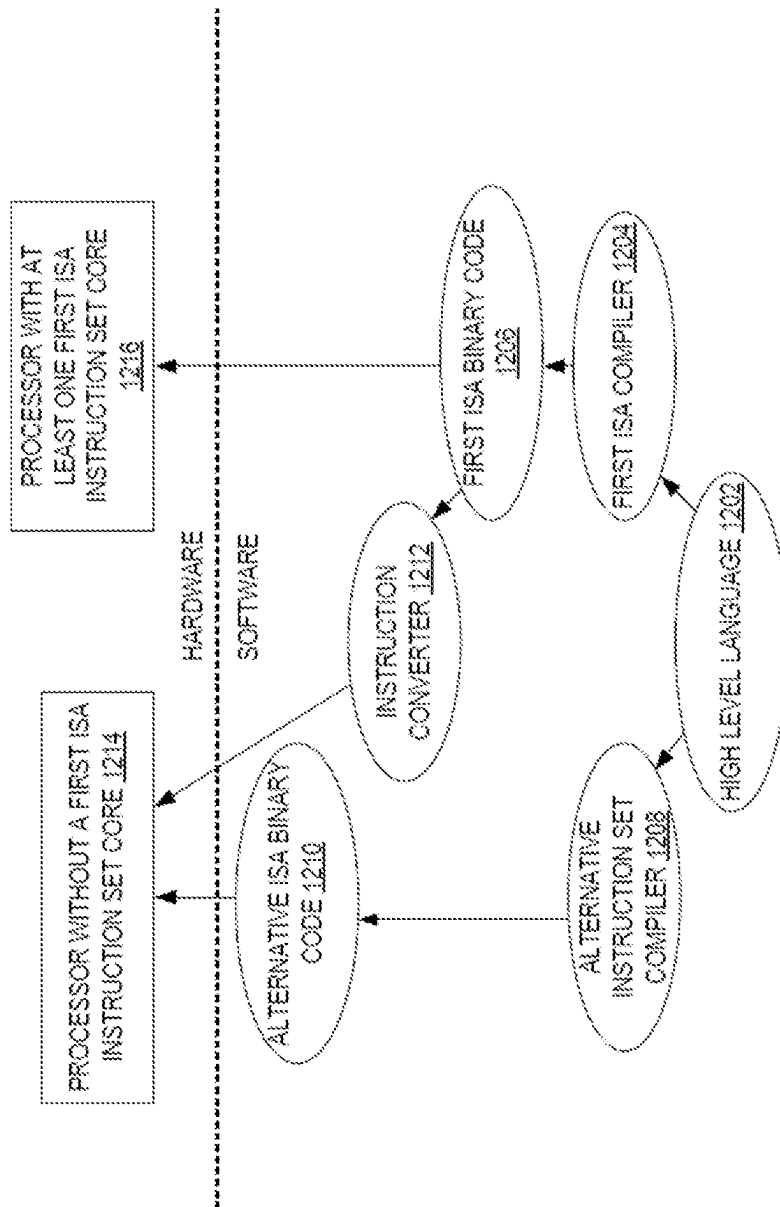 PROCESSOR WITHOUT A FIRST ISA
INSTRUCTION SET CORE 1214
PROCESSOR WITH AT
LEAST ONE FIRST ISA
INSTRUCTION SET CORE
1216
HARDWARE
SOFTWARE
ALTERNATIVE ISA BINARY
CODE 1210
INSTRUCTION
CONVERTER 1212
FIRST ISA BINARY CODE
1206
ALTERNATIVE
INSTRUCTION SET
COMPILER 1208
FIRST ISA COMPILER 1204
HIGH LEVEL LANGUAGE 1202